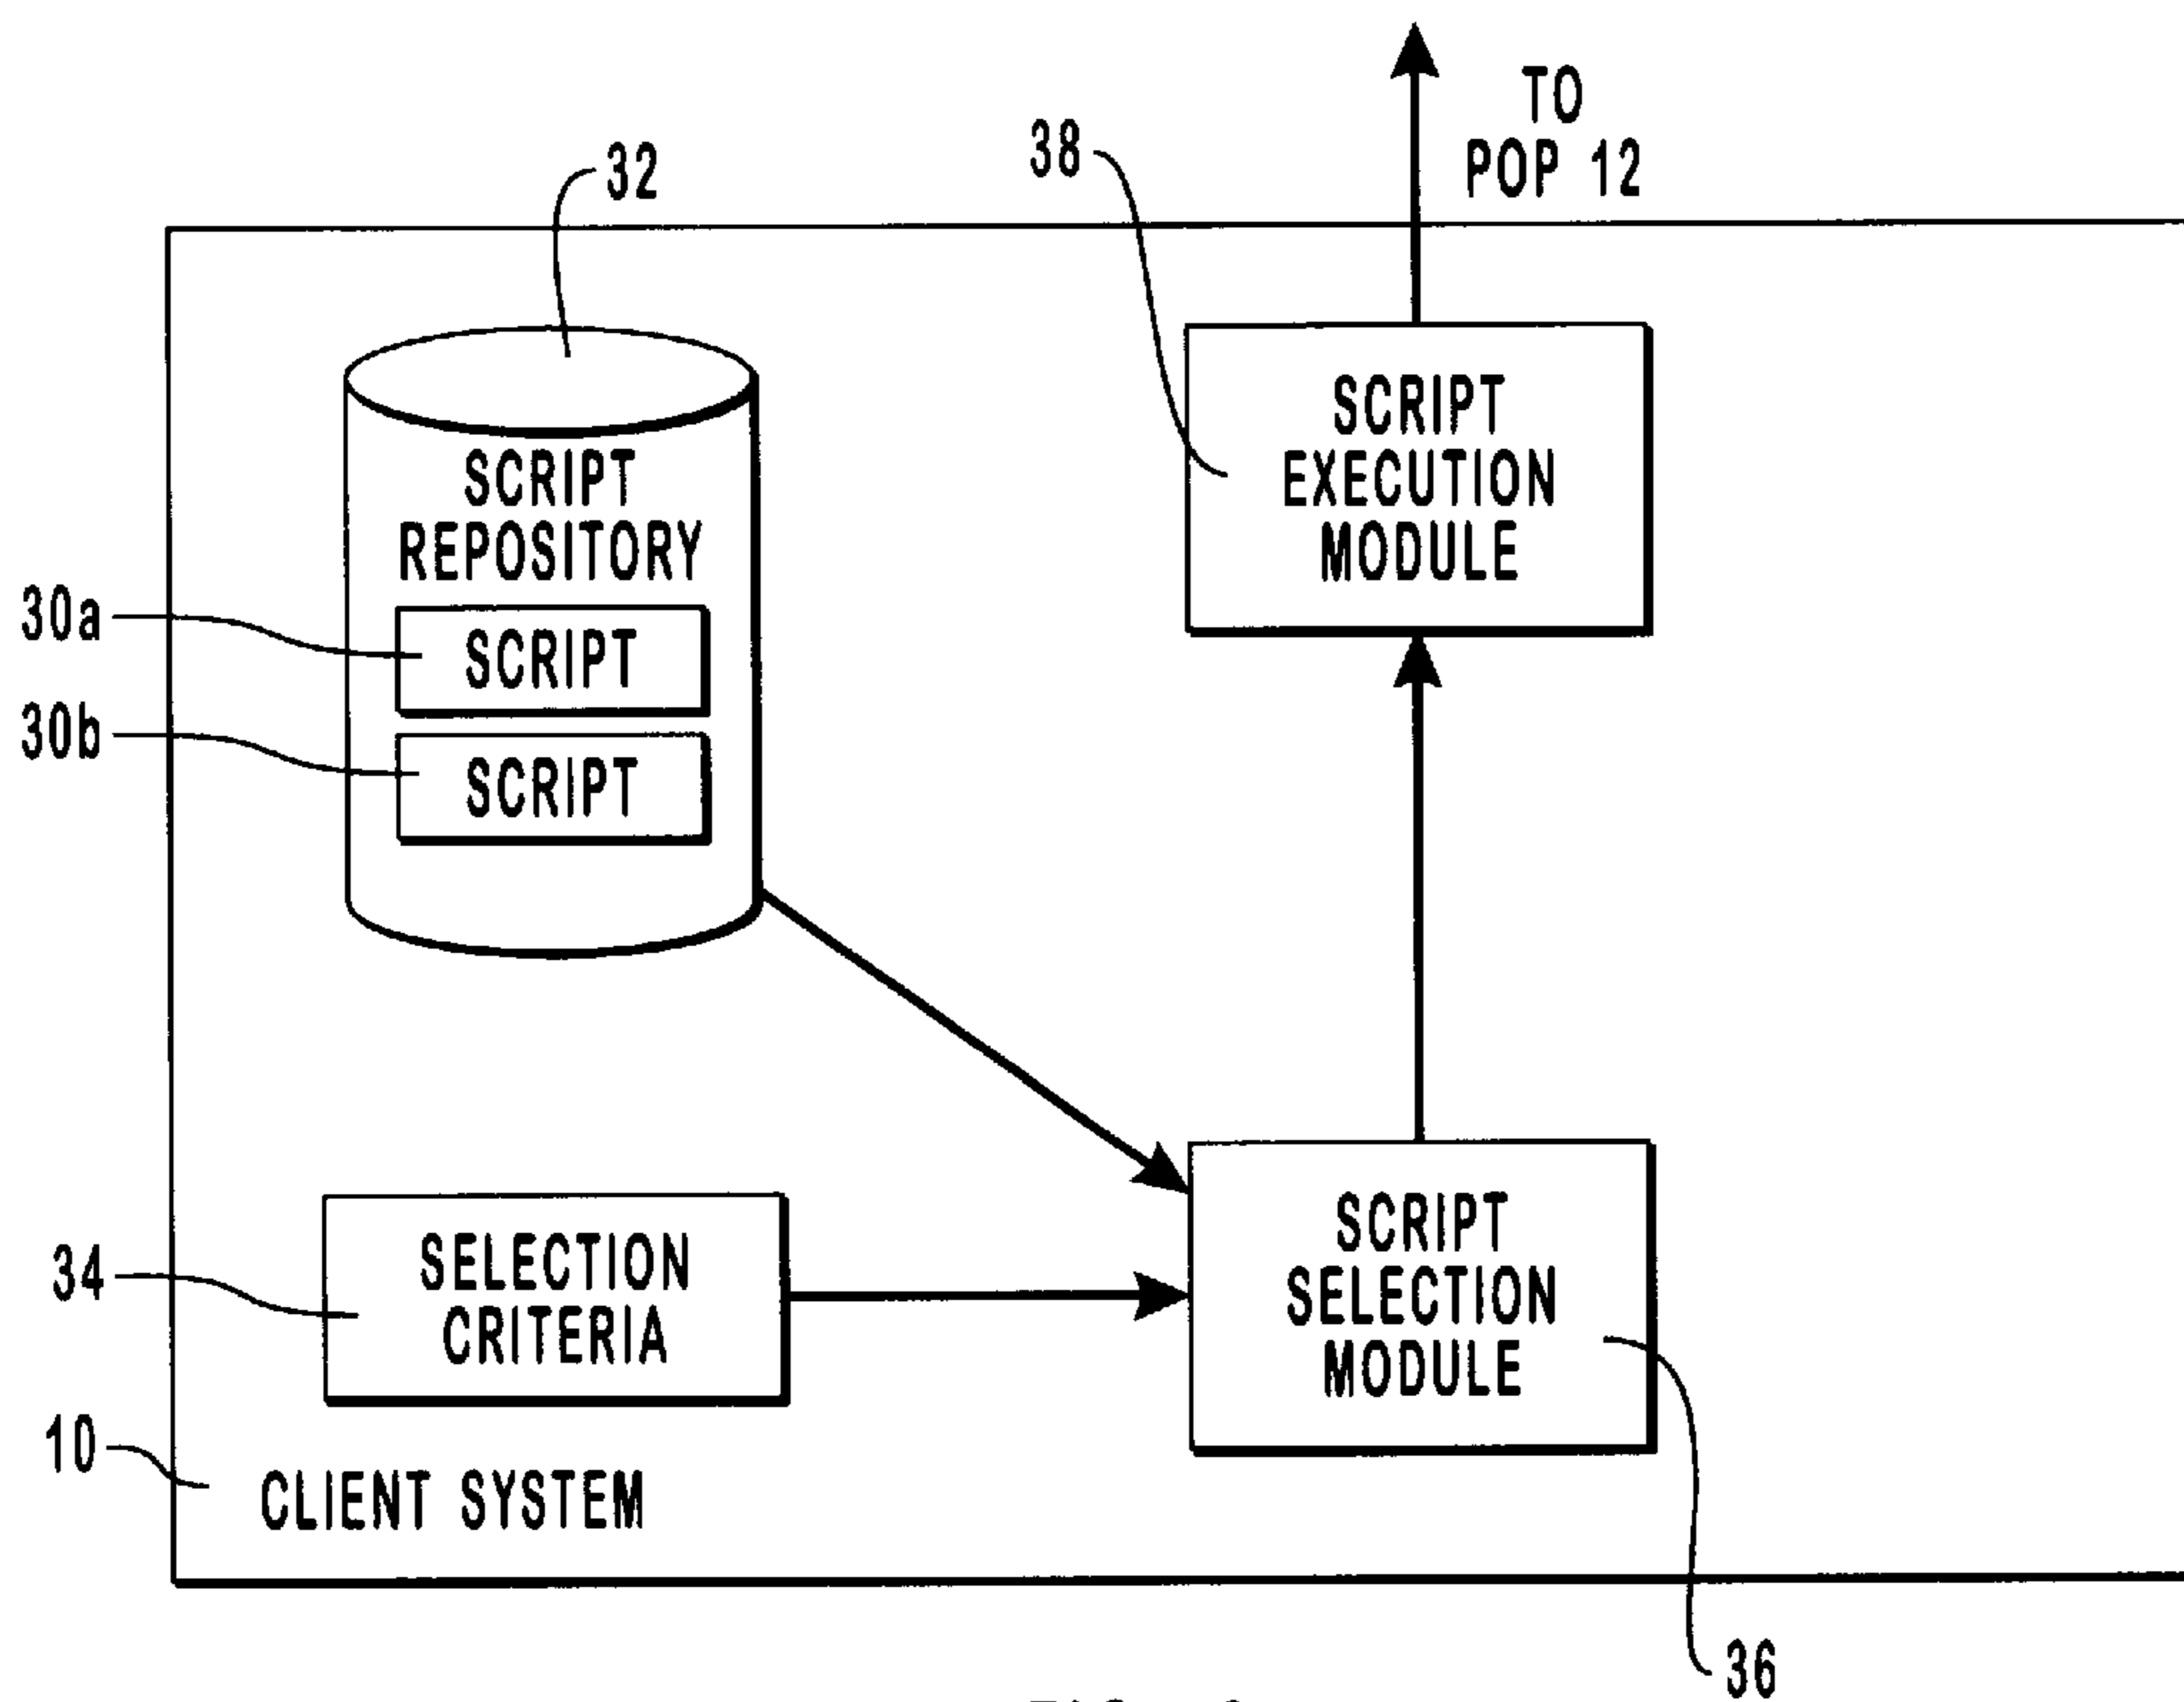 TO
POP 12
38
32
SCRIPT
REPOSITORY
30a
SCRIPT
30b
SCRIPT
SCRIPT
EXECUTION
MODULE
34
SELECTION
CRITERIA
SCRIPT
SELECTION
MODULE
10
CLIENT SYSTEM
36